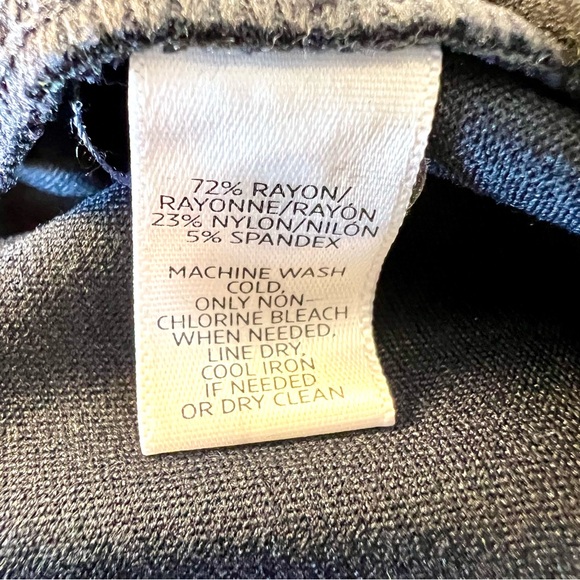 72% RAYON/
RAYONNE/RAYÓN
23% NYLON/NILÓN
5% SPANDEX
MACHINE WASH
COLD,
ONLY NON-
CHLORINE BLEACH
WHEN NEEDED,
LINE DRY,
COOL IRON
IF NEEDED
OR DRY CLEAN